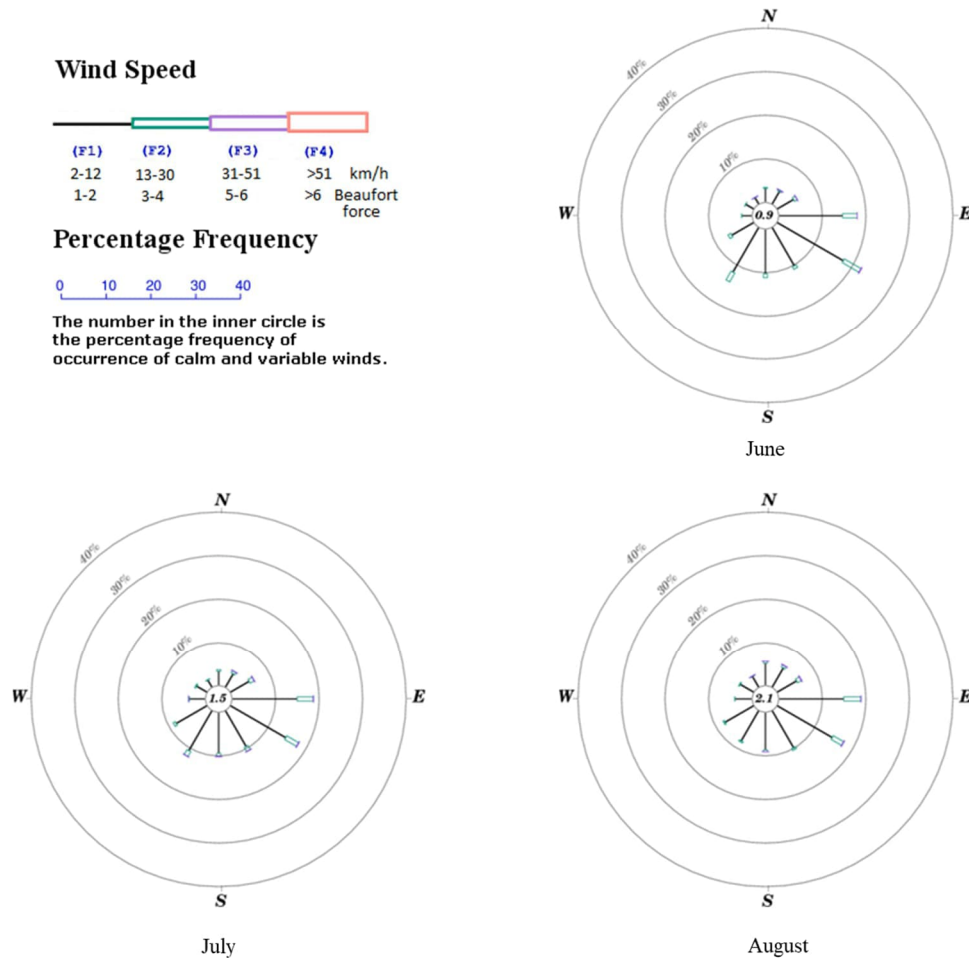 Wind Speed
(F1) (F2) (F3) (F4)
2-12 13-30 31-51 >51 km/h
1-2 3-4 5-6 >6 Beaufort
force
Percentage Frequency
0 10 20 30 40
The number in the inner circle is
the percentage frequency of
occurrence of calm and variable winds.
N
40%
30%
20%
10%
W 0.9 E
S
June
N
40%
30%
20%
10%
W 1.5 E
S
July
N
40%
30%
20%
10%
W 2.1 E
S
August